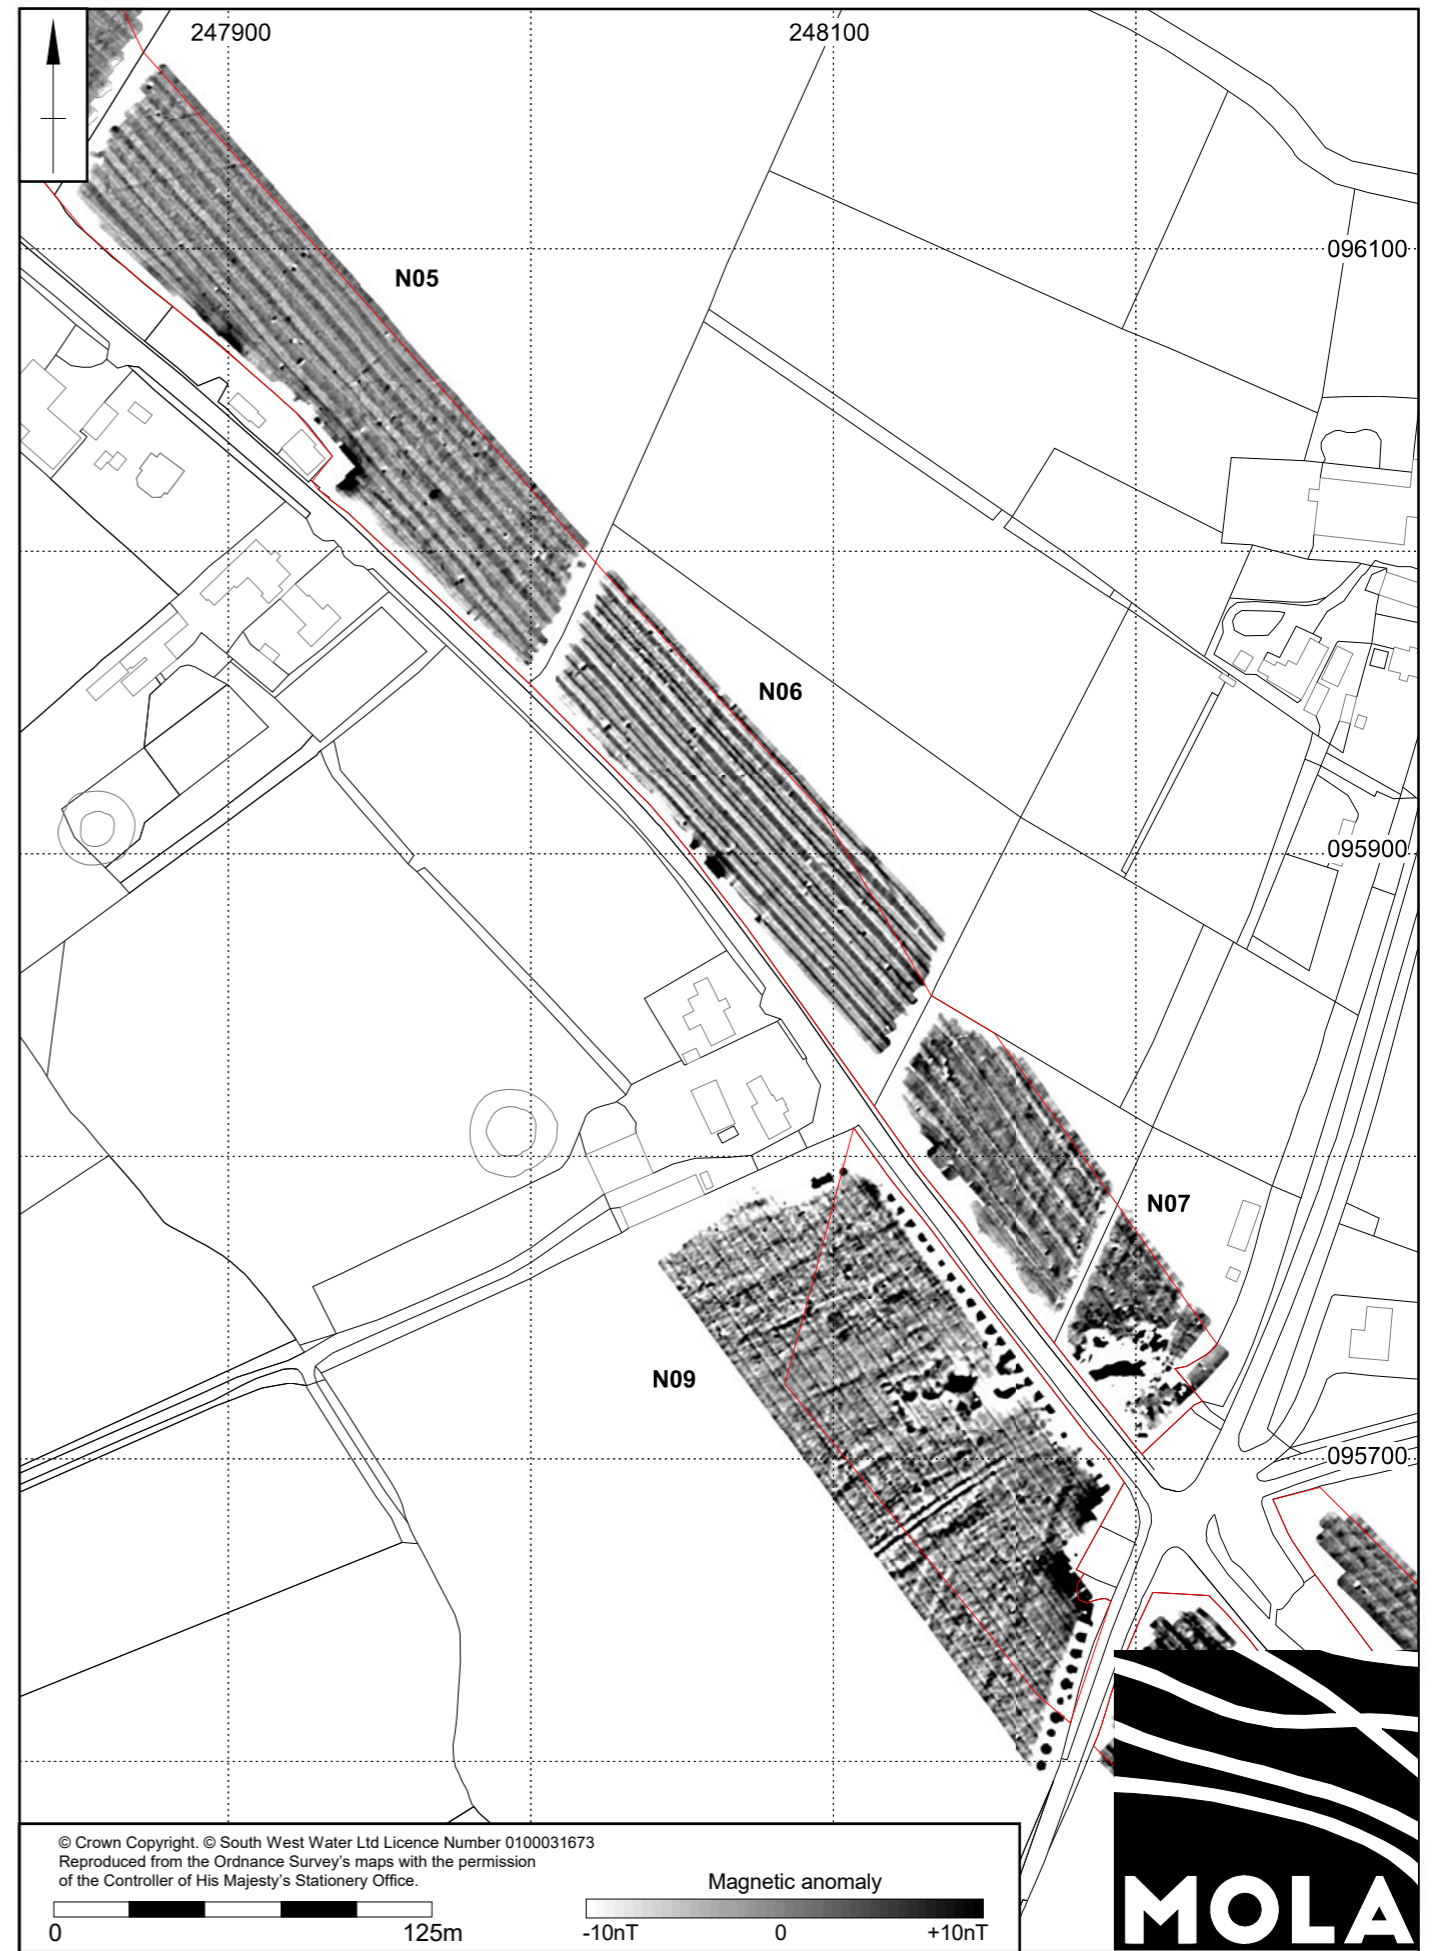 247900
248100
096100
N05
N06
095900
N07
N09
095700
© Crown Copyright. © South West Water Ltd Licence Number 0100031673
Reproduced from the Ordnance Survey's maps with the permission
of the Controller of His Majesty's Stationery Office.
0
125m
Magnetic anomaly
-10nT
0
+10nT
MOLA